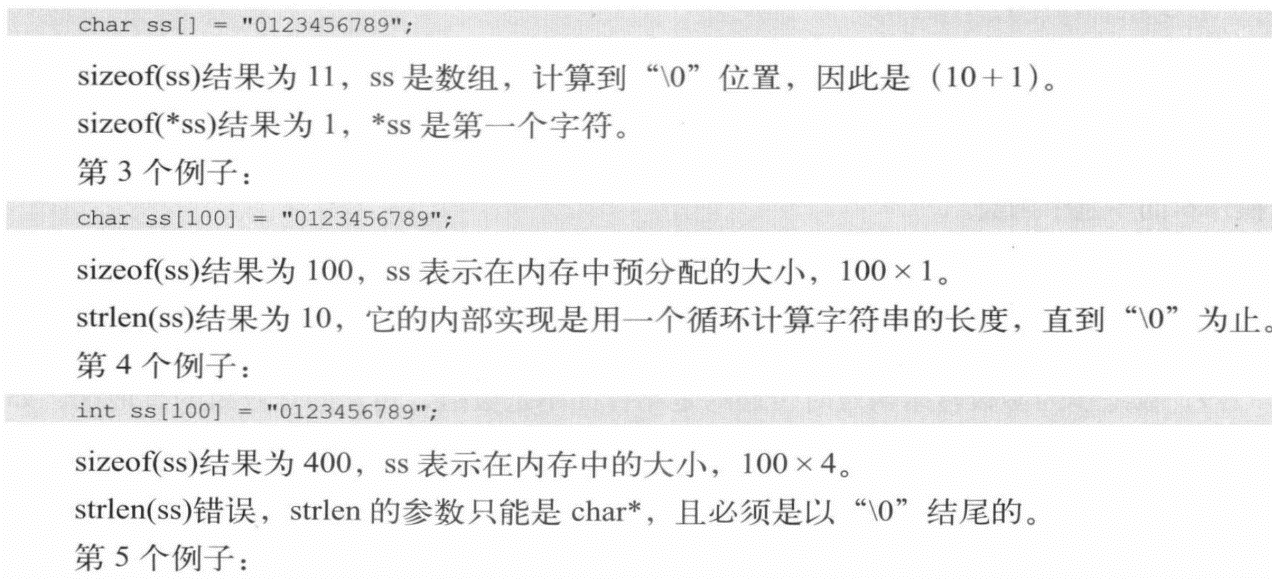 char ss[] = "0123456789";
sizeof(ss)结果为 11，ss 是数组，计算到“\0”位置，因此是（10＋1）。
sizeof(*ss)结果为 1，*ss 是第一个字符。
第 3 个例子：
char ss[100] = "0123456789";
sizeof(ss)结果为 100，ss 表示在内存中预分配的大小，100 × 1。
strlen(ss)结果为 10，它的内部实现是用一个循环计算字符串的长度，直到“\0”为止。
第 4 个例子：
int ss[100] = "0123456789";
sizeof(ss)结果为 400，ss 表示在内存中的大小，100 × 4。
strlen(ss)错误，strlen 的参数只能是 char*，且必须是以“\0”结尾的。
第 5 个例子：